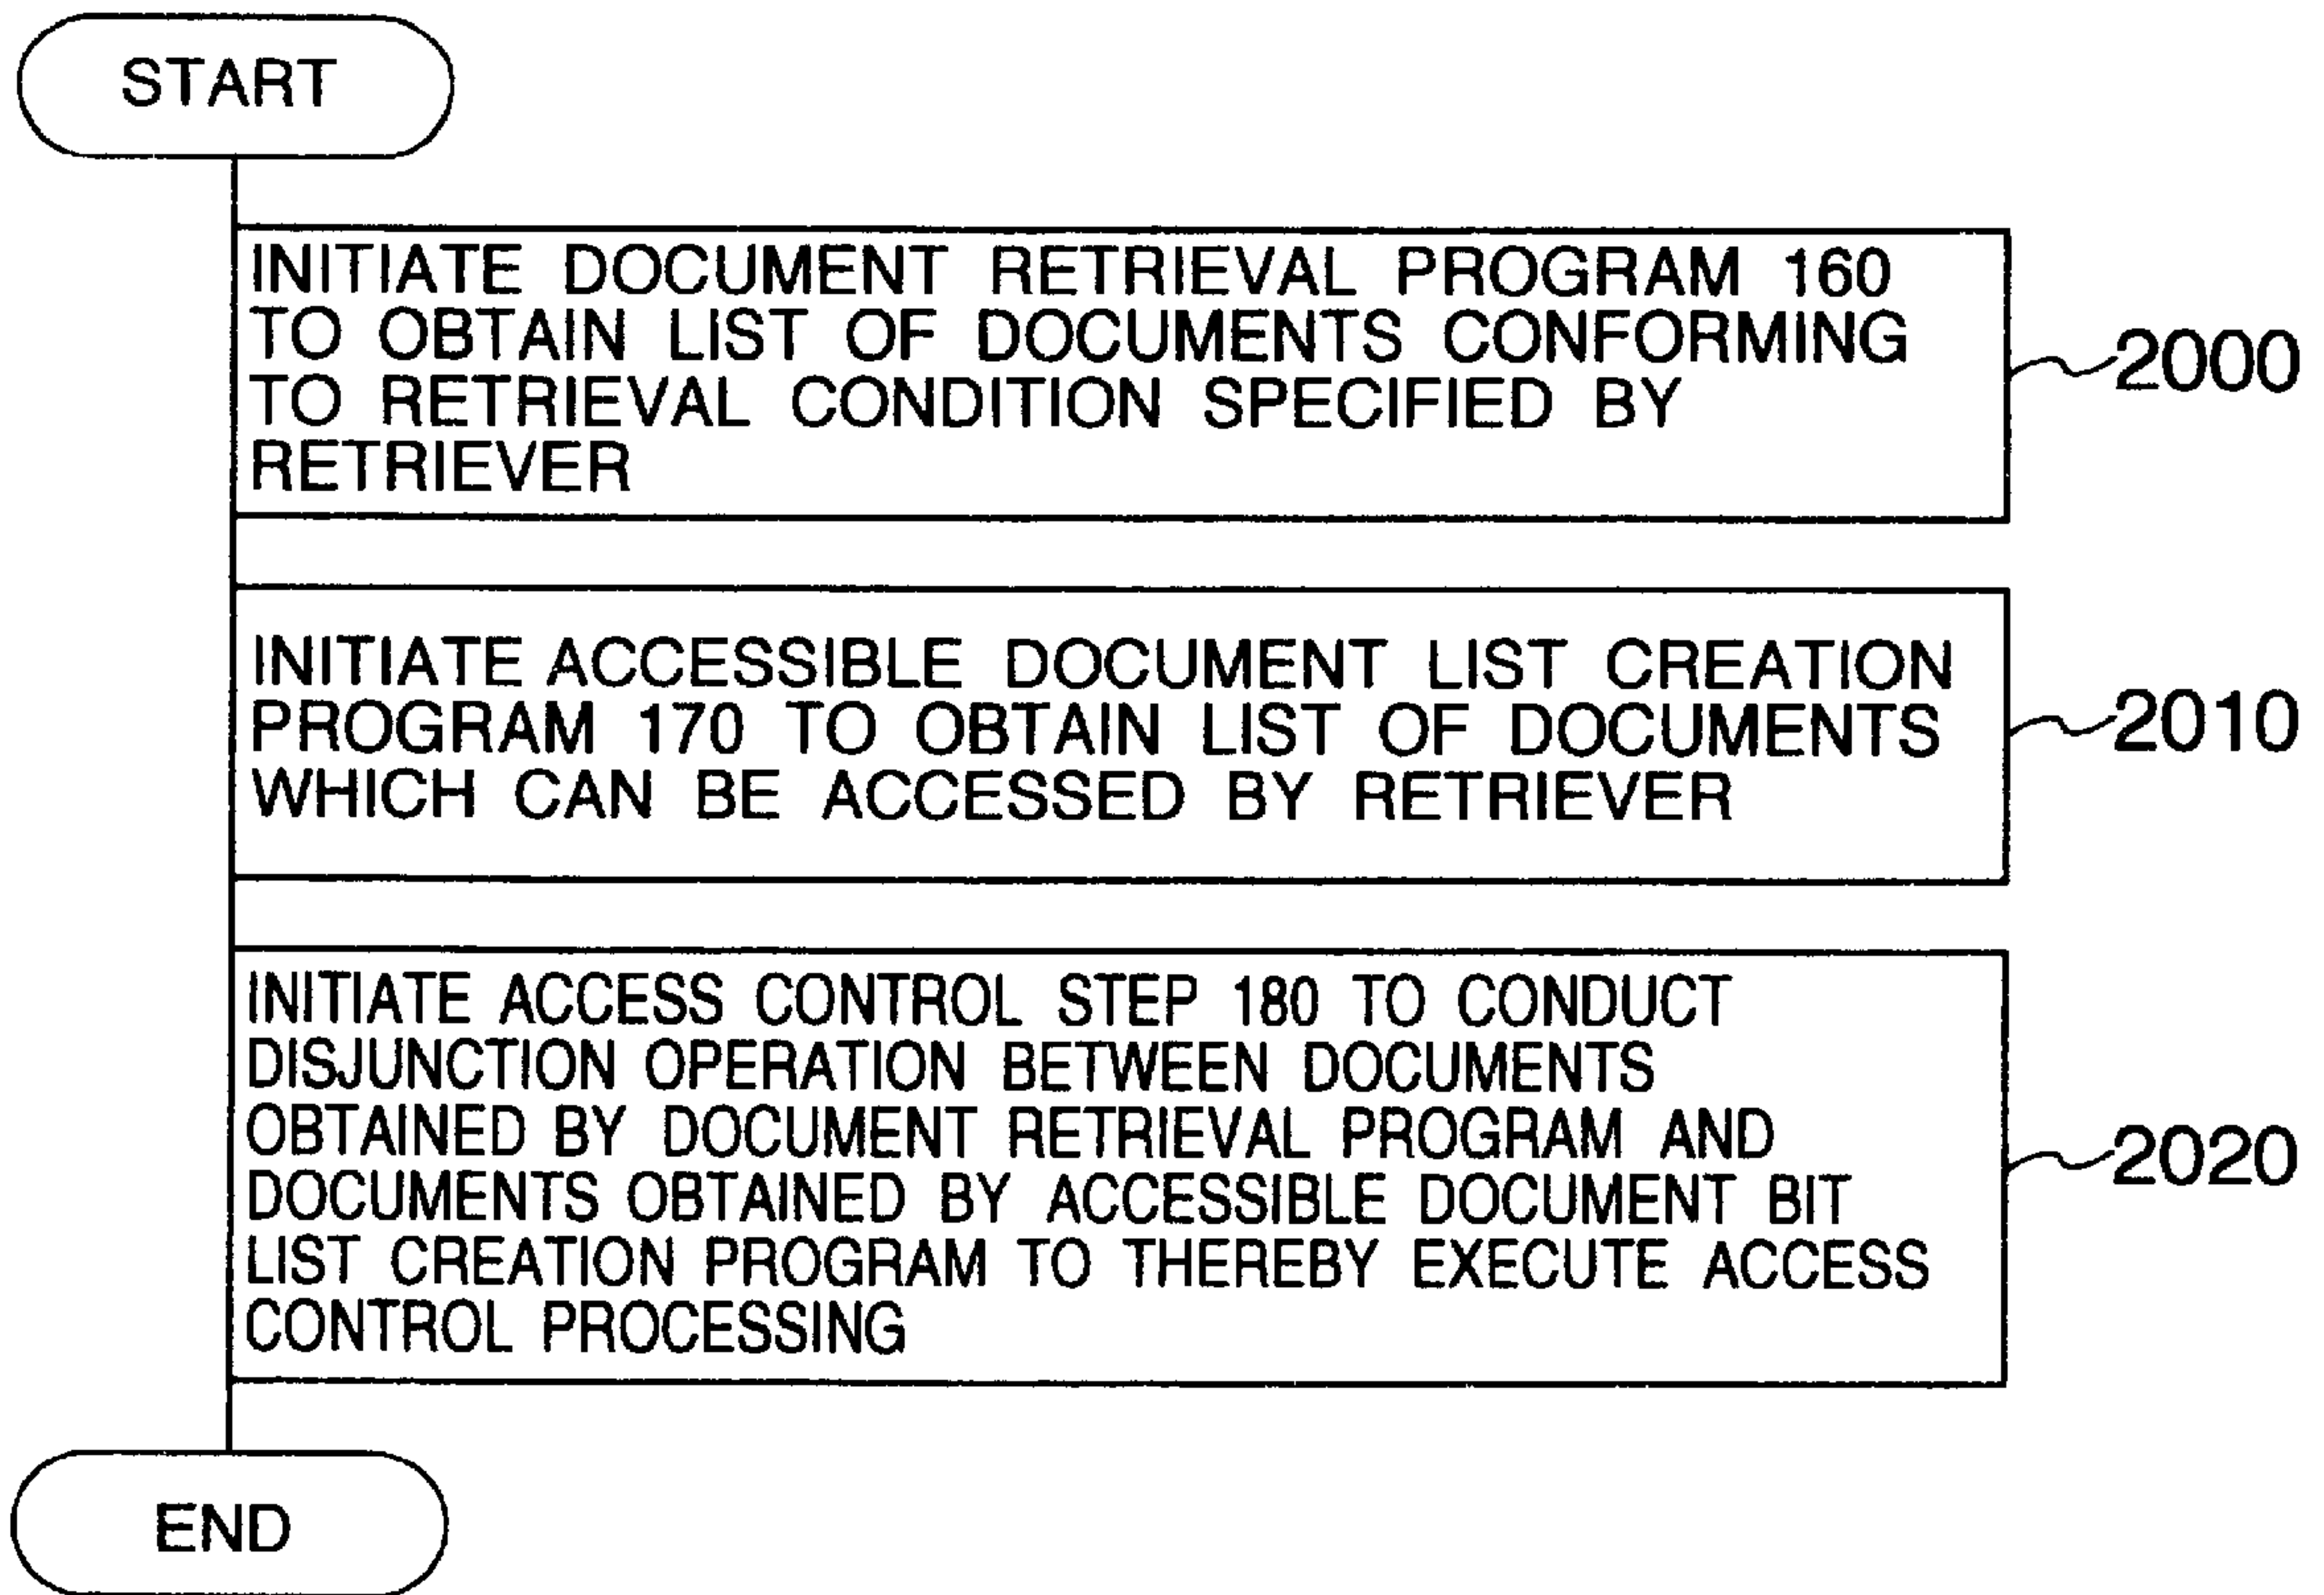 START
INITIATE DOCUMENT RETRIEVAL PROGRAM 160
TO OBTAIN LIST OF DOCUMENTS CONFORMING
TO RETRIEVAL CONDITION SPECIFIED BY
RETRIEVER
2000
INITIATE ACCESSIBLE DOCUMENT LIST CREATION
PROGRAM 170 TO OBTAIN LIST OF DOCUMENTS
WHICH CAN BE ACCESSED BY RETRIEVER
2010
INITIATE ACCESS CONTROL STEP 180 TO CONDUCT
DISJUNCTION OPERATION BETWEEN DOCUMENTS
OBTAINED BY DOCUMENT RETRIEVAL PROGRAM AND
DOCUMENTS OBTAINED BY ACCESSIBLE DOCUMENT BIT
LIST CREATION PROGRAM TO THEREBY EXECUTE ACCESS
CONTROL PROCESSING
2020
END